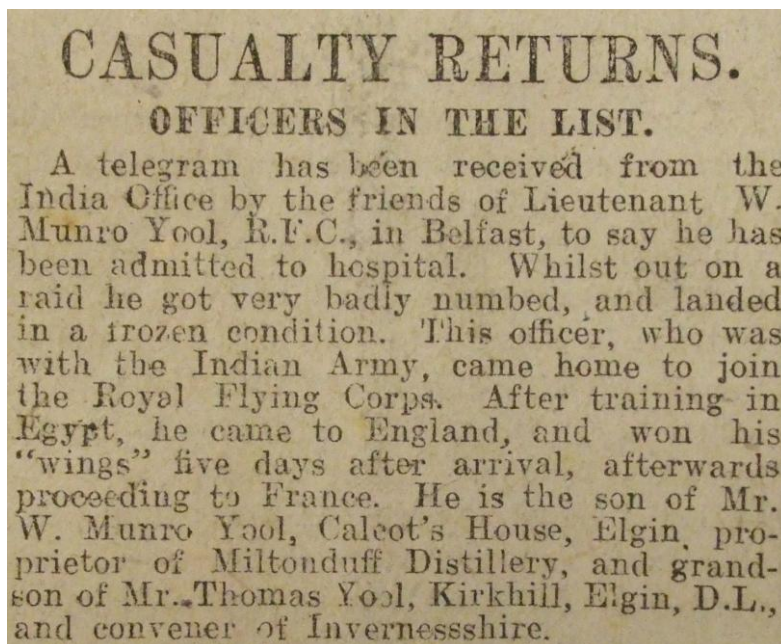 CASUALTY RETURNS.
OFFICERS IN THE LIST.
A telegram has been received from the
India Office by the friends of Lieutenant W.
Munro Yool, R.F.C., in Belfast, to say he has
been admitted to hospital. Whilst out on a
raid he got very badly numbed, and landed
in a frozen condition. This officer, who was
with the Indian Army, came home to join
the Royal Flying Corps. After training in
Egypt, he came to England, and won his
"wings" five days after arrival, afterwards
proceeding to France. He is the son of Mr.
W. Munro Yool, Calcot's House, Elgin, pro-
prietor of Miltonduff Distillery, and grand-
son of Mr. Thomas Yool, Kirkhill, Elgin, D.L.,
and convener of Invernessshire.